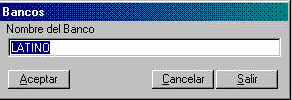 Bancos
Nombre del Banco
LATINO
Aceptar
Cancelar
Salir